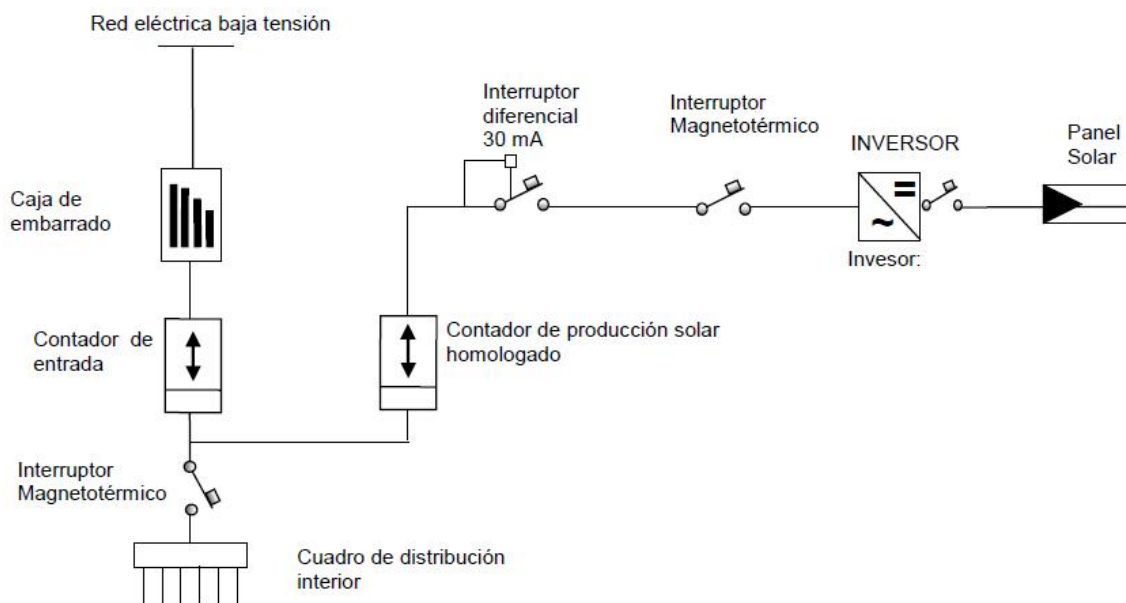 Red eléctrica baja tensión
Interruptor
diferencial
30 mA
Interruptor
Magnetotérmico
INVERSOR
Panel
Solar
Caja de
embarrado
Invesor:
Contador de
entrada
Contador de producción solar
homologado
Interruptor
Magnetotérmico
Cuadro de distribución
interior